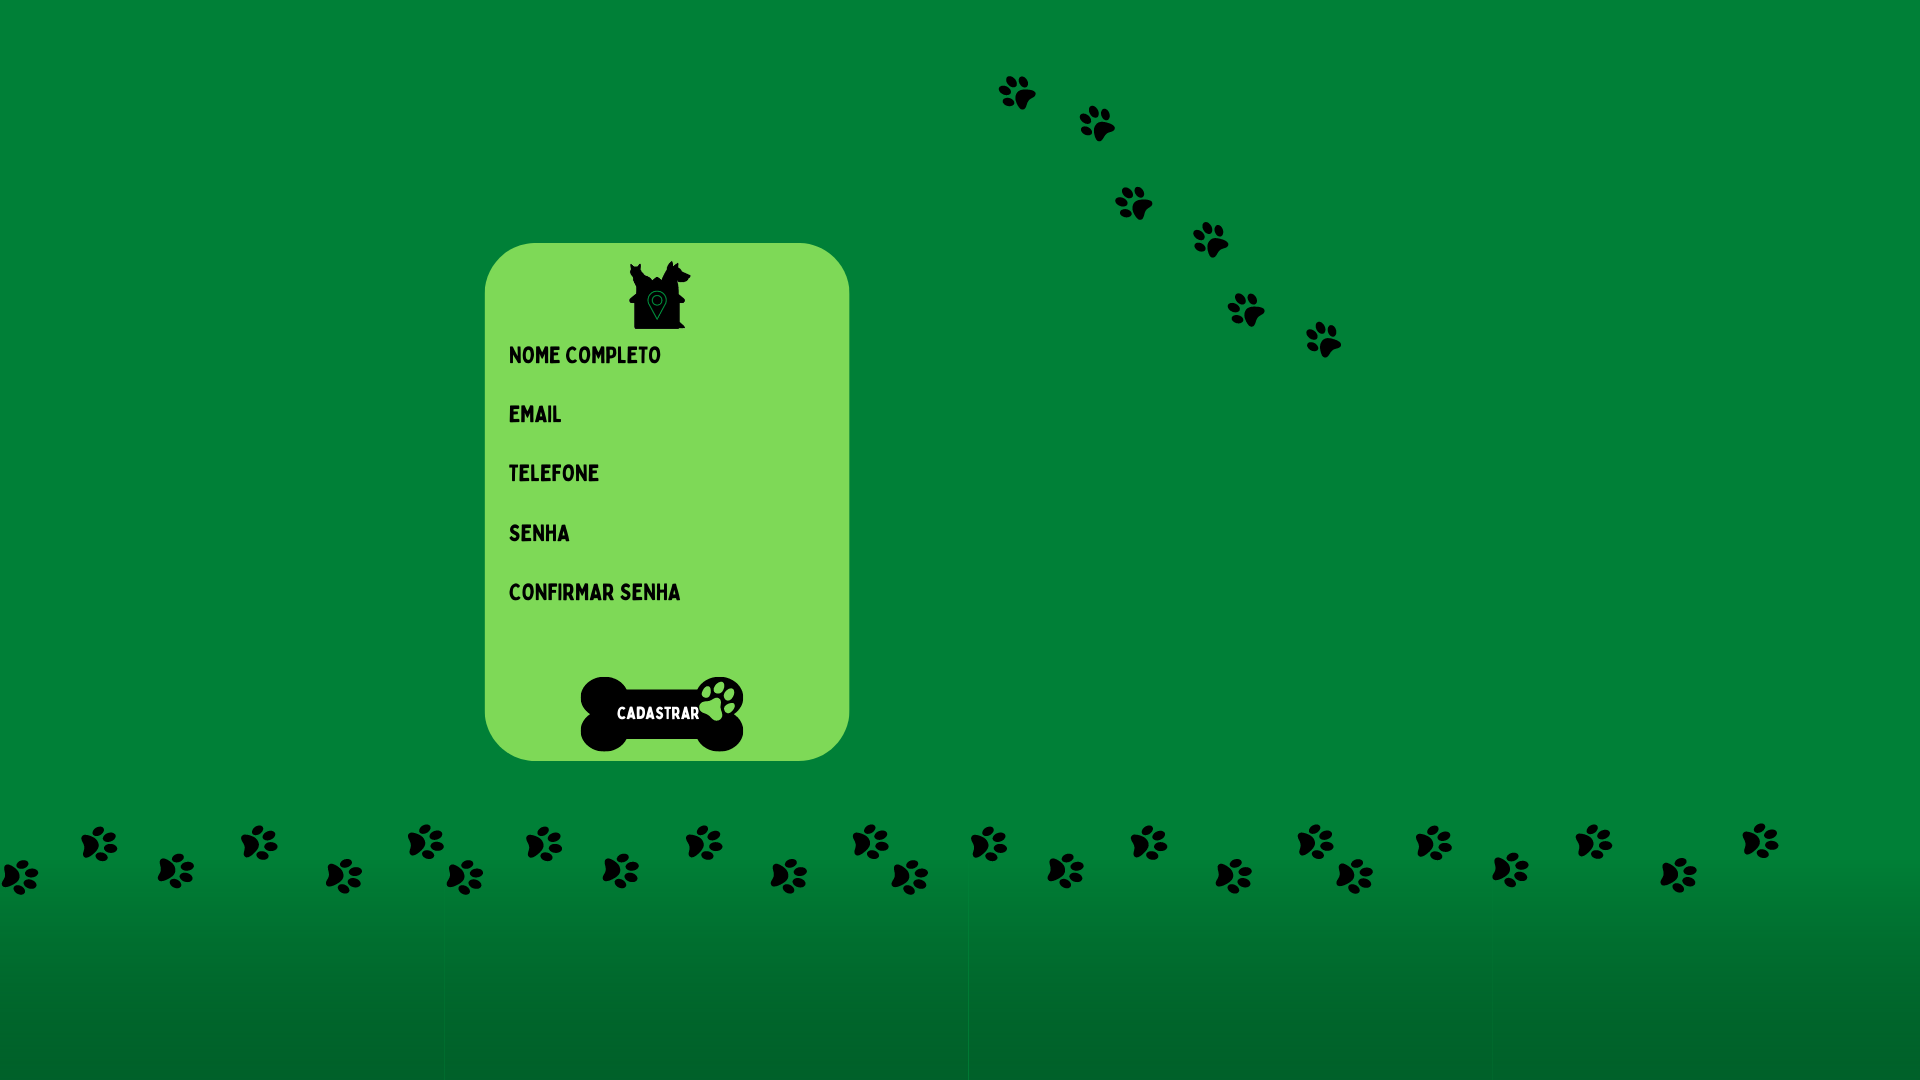 NOME COMPLETO
EMAIL
TELEFONE
SENHA
CONFIRMAR SENHA
CADASTRAR